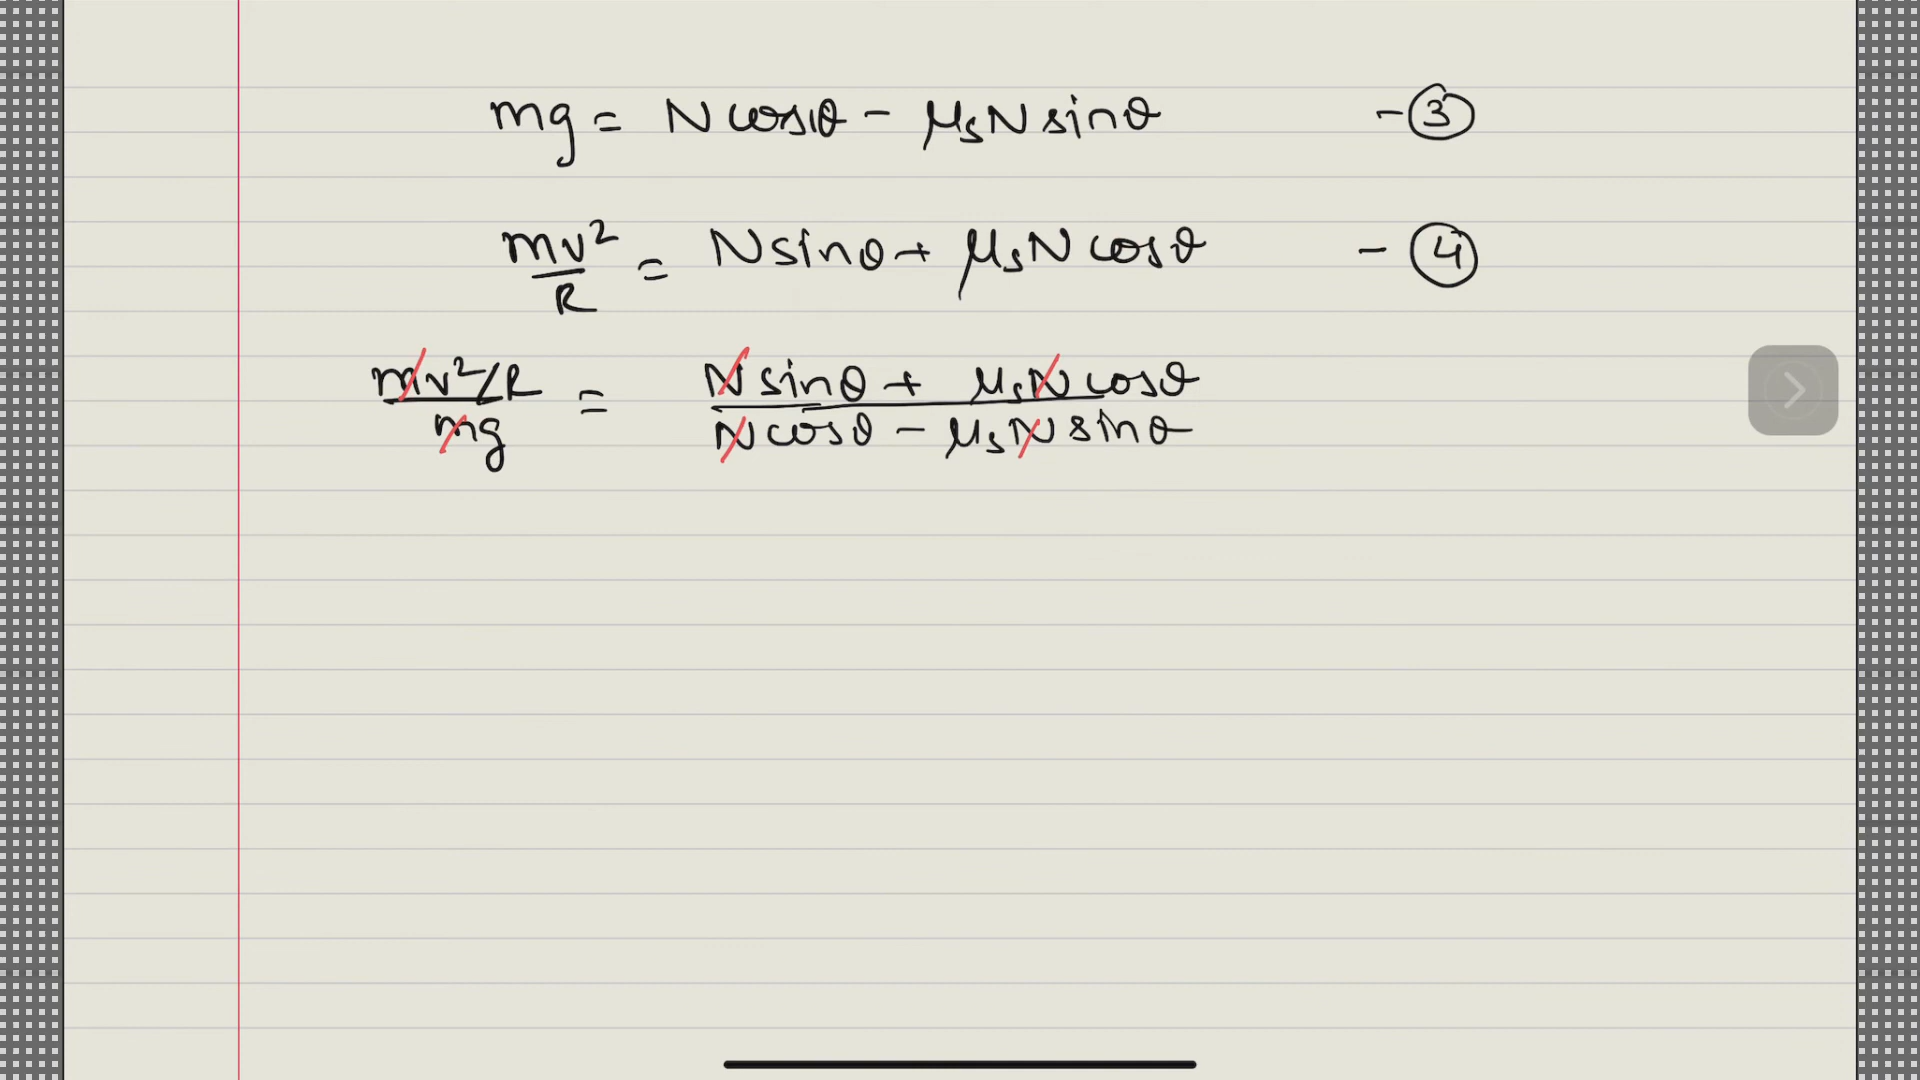 mg = N cosθ - μsN sinθ -③
mv²/R = N sinθ + μsN cosθ -④
(mv²/R)/(mg) = (N sinθ + μsN cosθ)/(N cosθ - μsN sinθ)